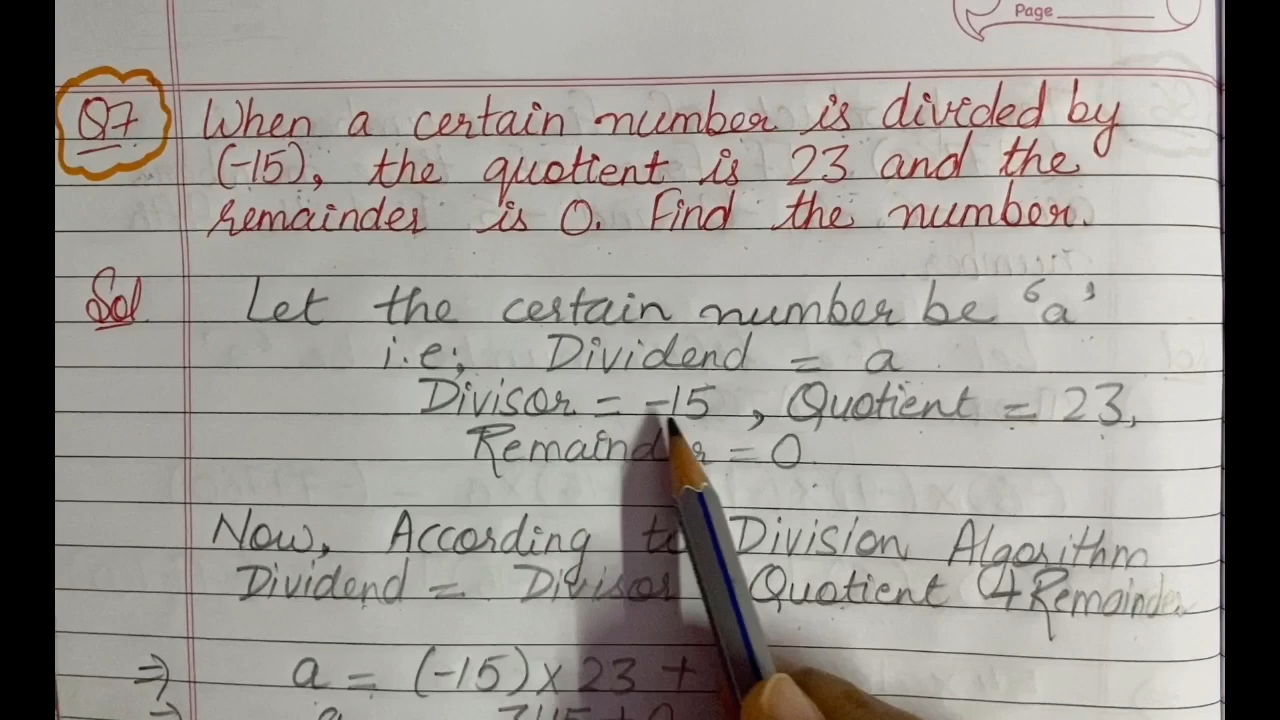 Page
Q7 When a certain number is divided by
(-15), the quotient is 23 and the
remainder is 0. Find the number.
Sol Let the certain number be 'a'
i.e; Dividend = a
Divisor = -15, Quotient = 23,
Remainder = 0
Now, According to Division Algorithm
Dividend = Divisor Quotient + Remainder
⇒ a = (-15) × 23 +
⇒